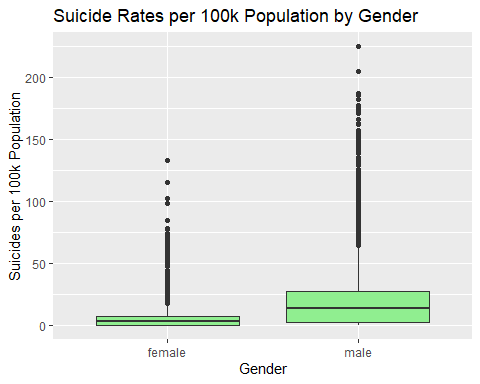 Suicide Rates per 100k Population by Gender
Suicides per 100k Population
200
150
100
50
0
female
male
Gender